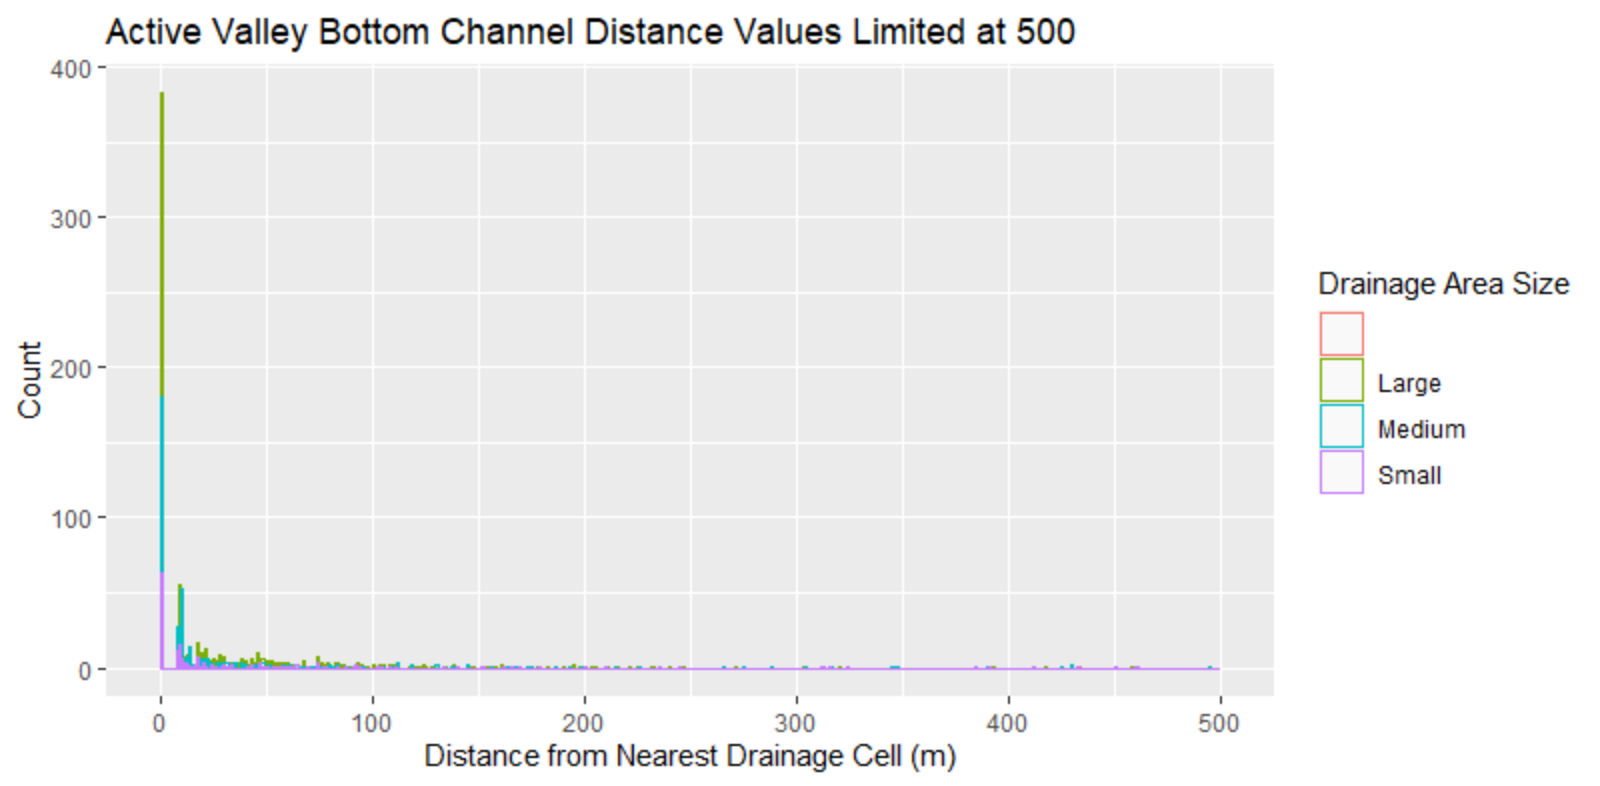 Active Valley Bottom Channel Distance Values Limited at 500
400
300
200
100
0
Count
0 100 200 300 400 500
Distance from Nearest Drainage Cell (m)
Drainage Area Size
Large
Medium
Small